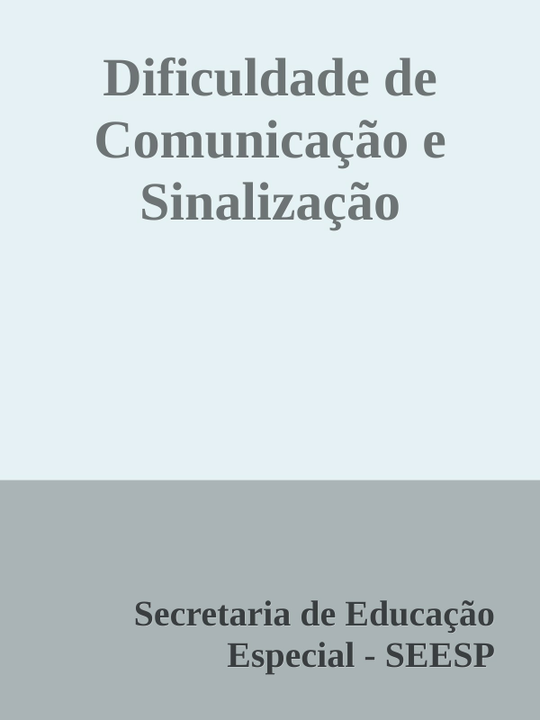 Dificuldade de
Comunicação e
Sinalização
Secretaria de Educação
Especial - SEESP